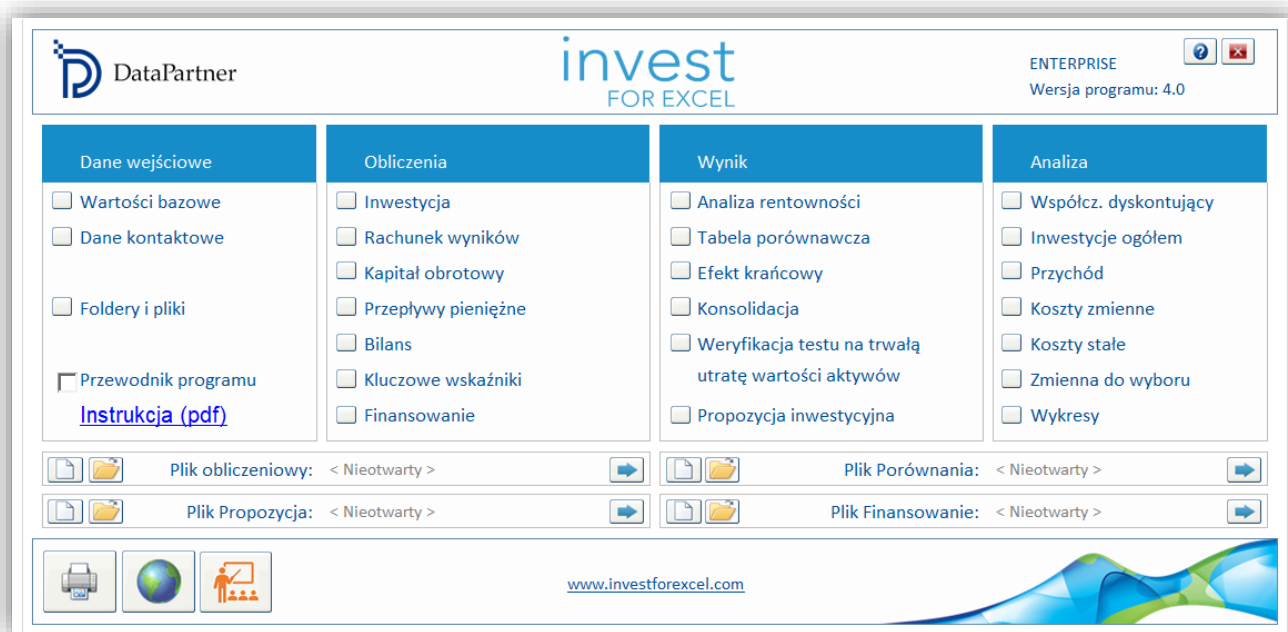 DataPartner
invest
FOR EXCEL
ENTERPRISE
Wersja programu: 4.0
Dane wejściowe
Wartości bazowe
Dane kontaktowe
Foldery i pliki
Przewodnik programu
Instrukcja (pdf)
Obliczenia
Inwestycja
Rachunek wyników
Kapitał obrotowy
Przepływy pieniężne
Bilans
Kluczowe wskaźniki
Finansowanie
Wynik
Analiza rentowności
Tabela porównawcza
Efekt krańcowy
Konsolidacja
Weryfikacja testu na trwałą
utratę wartości aktywów
Propozycja inwestycyjna
Analiza
Współcz. dyskontujący
Inwestycje ogółem
Przychód
Koszty zmienne
Koszty stałe
Zmienna do wyboru
Wykresy
Plik obliczeniowy: < Nieotwarty >
Plik Porównania: < Nieotwarty >
Plik Propozycja: < Nieotwarty >
Plik Finansowanie: < Nieotwarty >
www.investforexcel.com